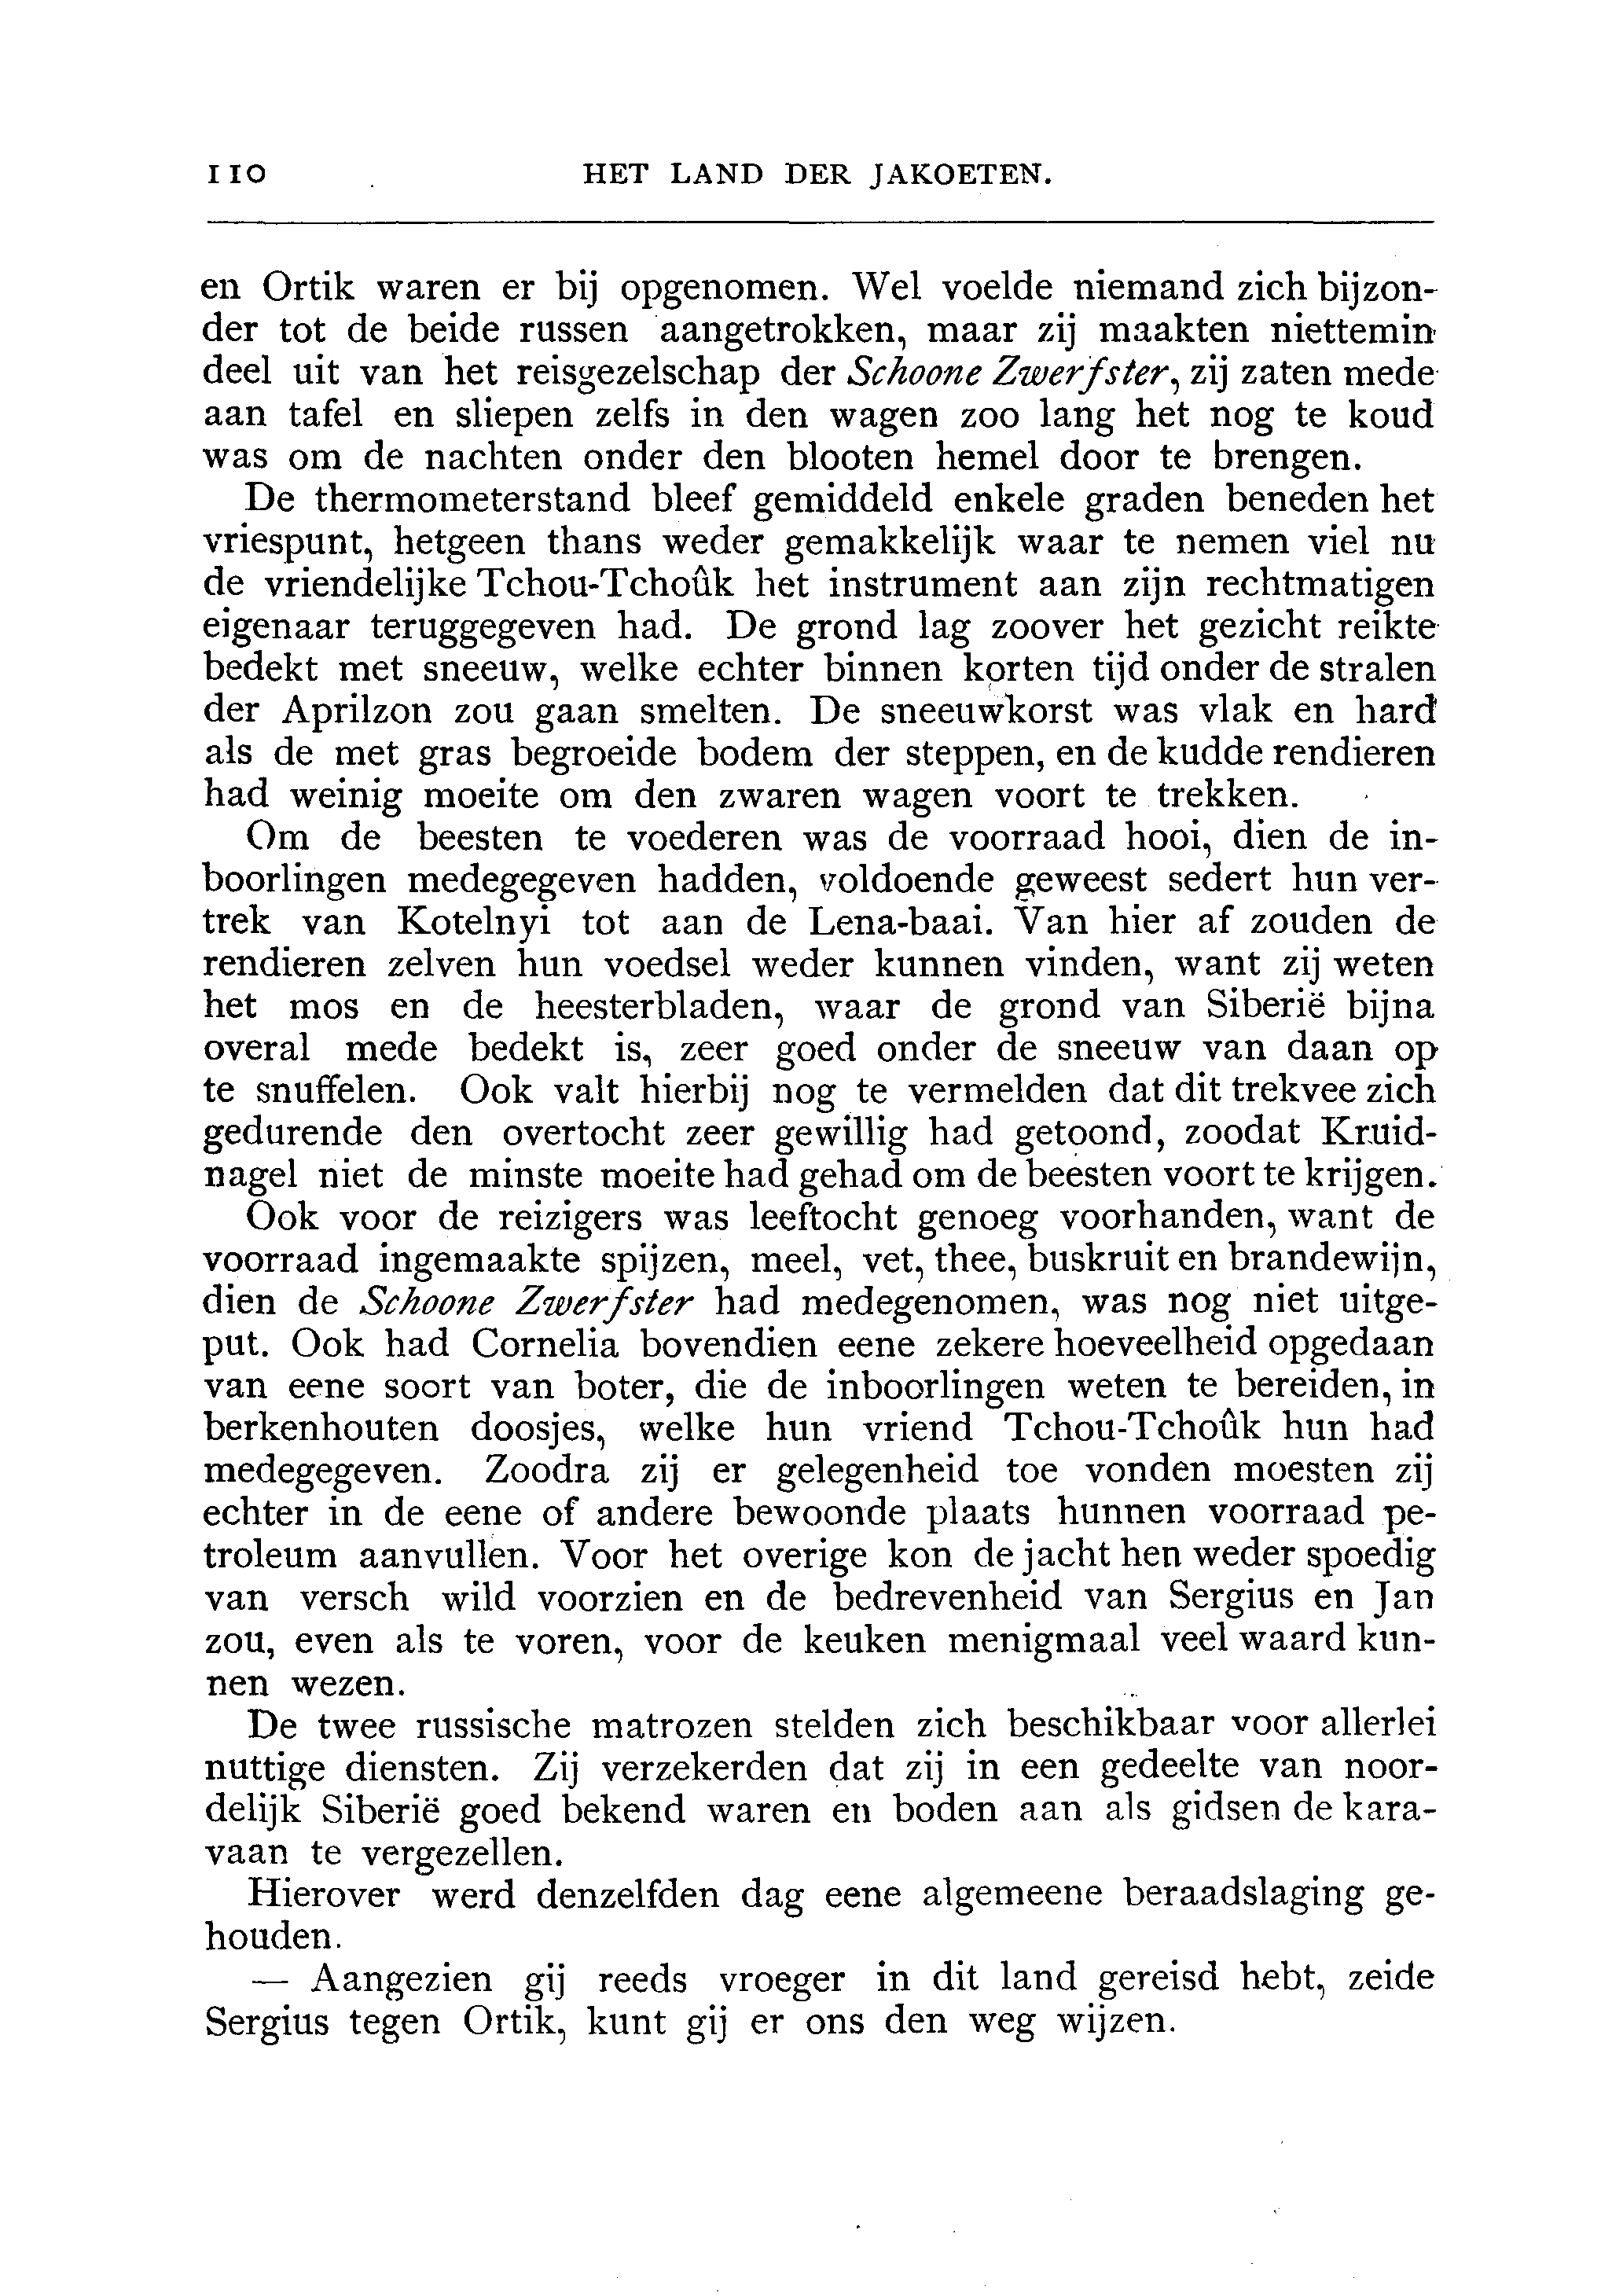 110 HET LAND DER JAKOETEN.
en Ortik waren er bij opgenomen. Wel voelde niemand zich bijzon-
der tot de beide russen aangetrokken, maar zij maakten niettemin
deel uit van het reisgezelschap der Schoone Zwerfster, zij zaten mede
aan tafel en sliepen zelfs in den wagen zoo lang het nog te koud
was om de nachten onder den blooten hemel door te brengen.
De thermometerstand bleef gemiddeld enkele graden beneden het
vriespunt, hetgeen thans weder gemakkelijk waar te nemen viel nu
de vriendelijke Tchou-Tchoûk het instrument aan zijn rechtmatigen
eigenaar teruggegeven had. De grond lag zoover het gezicht reikte
bedekt met sneeuw, welke echter binnen korten tijd onder de stralen
der Aprilzon zou gaan smelten. De sneeuwkorst was vlak en hard
als de met gras begroeide bodem der steppen, en de kudde rendieren
had weinig moeite om den zwaren wagen voort te trekken.
Om de beesten te voederen was de voorraad hooi, dien de in-
boorlingen medegegeven hadden, voldoende geweest sedert hun ver-
trek van Kotelnyi tot aan de Lena-baai. Van hier af zouden de
rendieren zelven hun voedsel weder kunnen vinden, want zij weten
het mos en de heesterbladen, waar de grond van Siberië bijna
overal mede bedekt is, zeer goed onder de sneeuw van daan op
te snuffelen. Ook valt hierbij nog te vermelden dat dit trekvee zich
gedurende den overtocht zeer gewillig had getoond, zoodat Kruid-
nagel niet de minste moeite had gehad om de beesten voort te krijgen.
Ook voor de reizigers was leeftocht genoeg voorhanden, want de
voorraad ingemaakte spijzen, meel, vet, thee, buskruit en brandewijn,
dien de Schoone Zwerfster had medegenomen, was nog niet uitge-
put. Ook had Cornelia bovendien eene zekere hoeveelheid opgedaan
van eene soort van boter, die de inboorlingen weten te bereiden, in
berkenhouten doosjes, welke hun vriend Tchou-Tchoûk hun had
medegegeven. Zoodra zij er gelegenheid toe vonden moesten zij
echter in de eene of andere bewoonde plaats hunnen voorraad pe-
troleum aanvullen. Voor het overige kon de jacht hen weder spoedig
van versch wild voorzien en de bedrevenheid van Sergius en Jan
zou, even als te voren, voor de keuken menigmaal veel waard kun-
nen wezen.
De twee russische matrozen stelden zich beschikbaar voor allerlei
nuttige diensten. Zij verzekerden dat zij in een gedeelte van noor-
delijk Siberië goed bekend waren en boden aan als gidsen de kara-
vaan te vergezellen.
Hierover werd denzelfden dag eene algemeene beraadslaging ge-
houden.
— Aangezien gij reeds vroeger in dit land gereisd hebt, zeide
Sergius tegen Ortik, kunt gij er ons den weg wijzen.